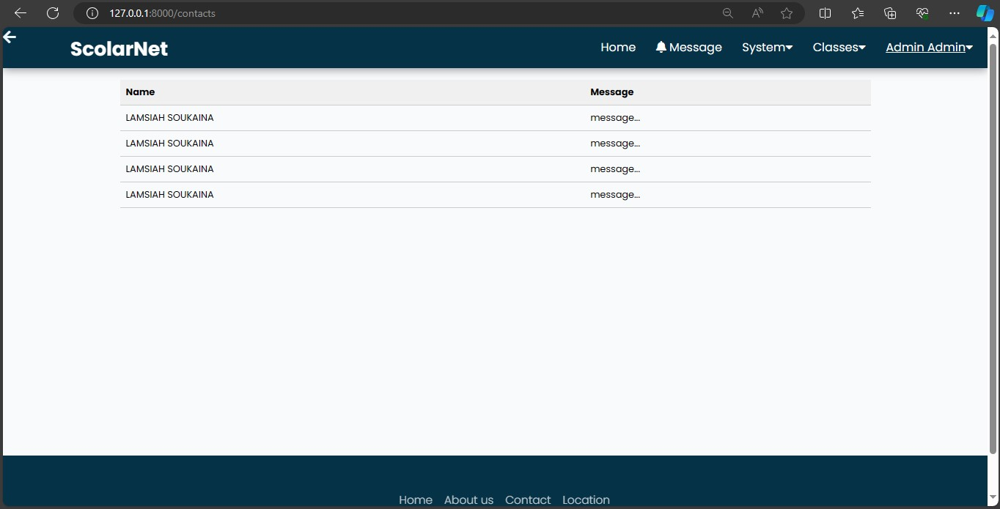 127.0.0.1:8000/contacts
ScolarNet Home Message System Classes Admin Admin
Name Message
LAMSIAH SOUKAINA message...
LAMSIAH SOUKAINA message...
LAMSIAH SOUKAINA message...
LAMSIAH SOUKAINA message...
Home About us Contact Location